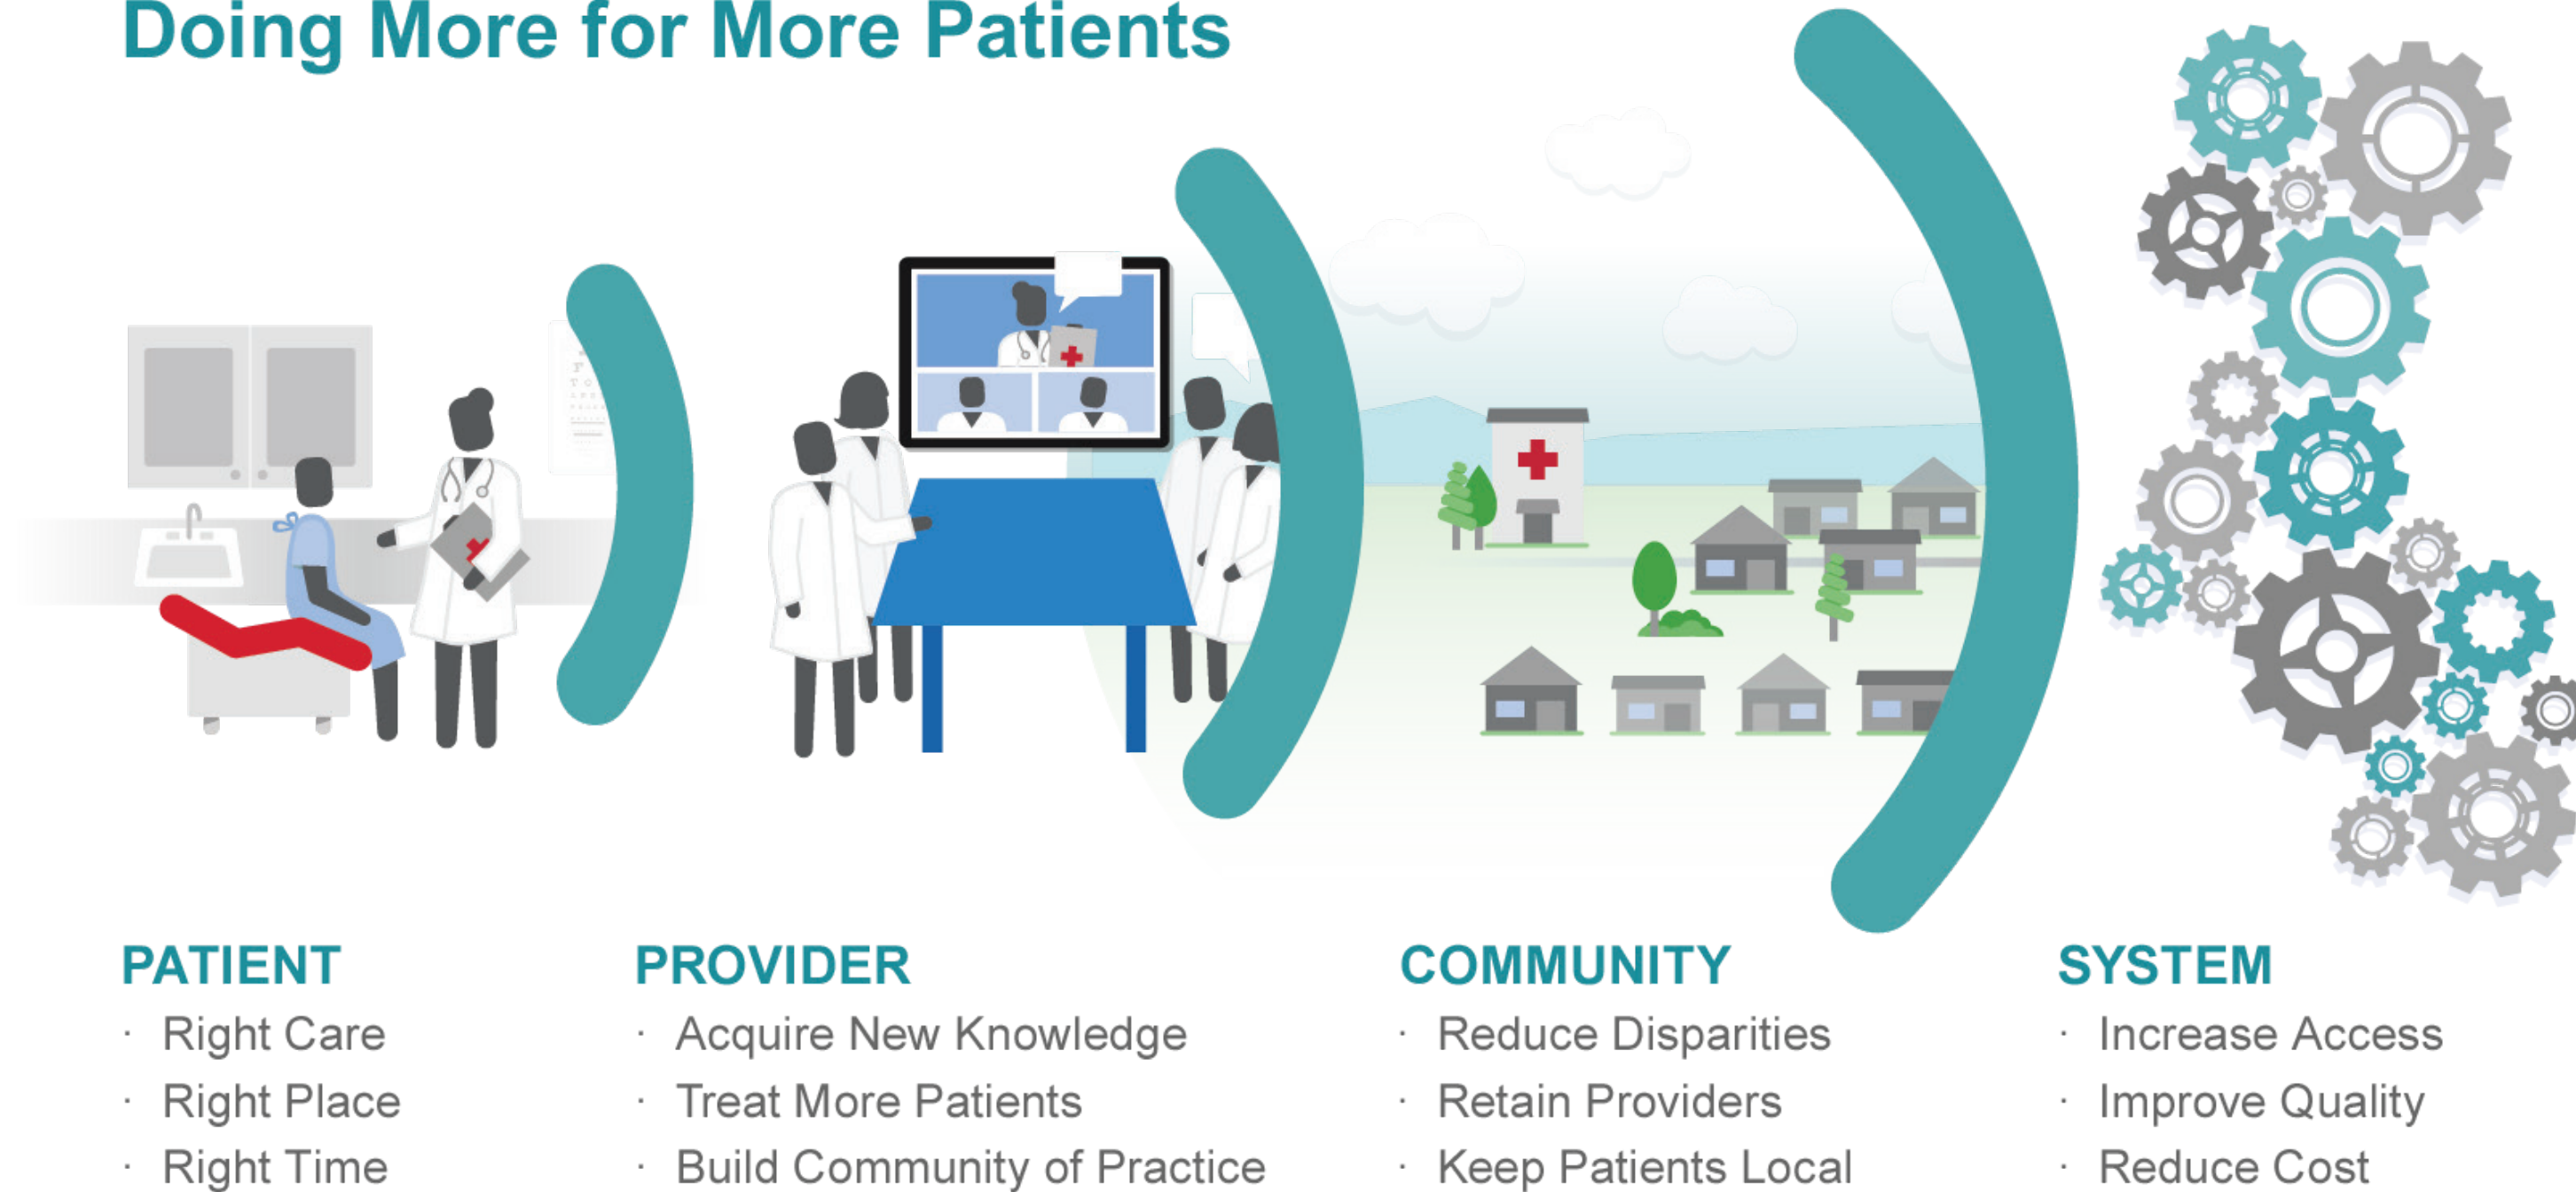 Doing More for More Patients
PATIENT
· Right Care
· Right Place
· Right Time
PROVIDER
· Acquire New Knowledge
· Treat More Patients
· Build Community of Practice
COMMUNITY
· Reduce Disparities
· Retain Providers
· Keep Patients Local
SYSTEM
· Increase Access
· Improve Quality
· Reduce Cost